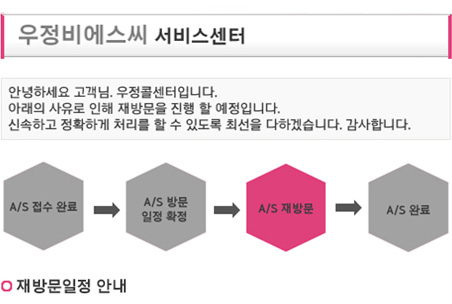 우정비에스씨 서비스센터
안녕하세요 고객님. 우정콜센터입니다.
아래의 사유로 인해 재방문을 진행 할 예정입니다.
신속하고 정확하게 처리를 할 수 있도록 최선을 다하겠습니다. 감사합니다.
A/S 접수 완료
A/S 방문
일정 확정
A/S 재방문
A/S 완료
재방문일정 안내